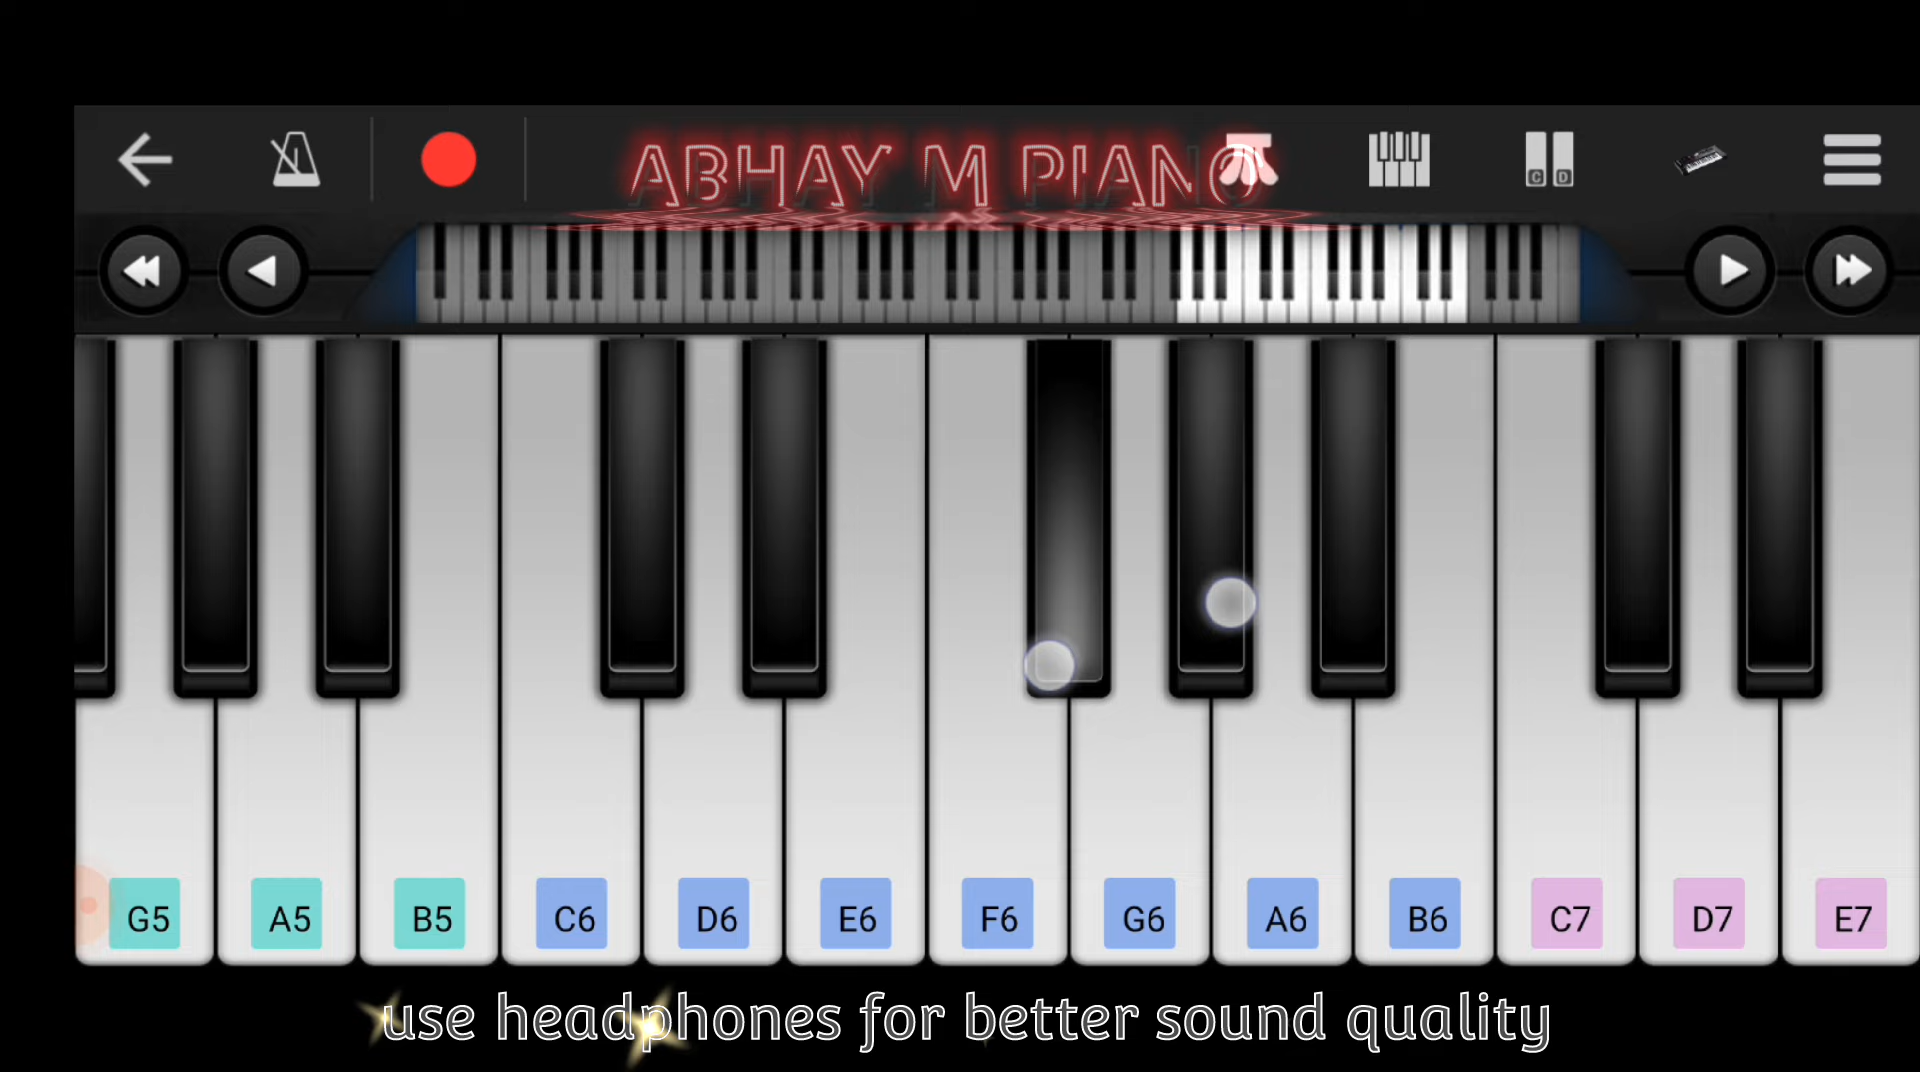 ABHAY M PIANO
C D
G5 A5 B5 C6 D6 E6 F6 G6 A6 B6 C7 D7 E7
use headphones for better sound quality